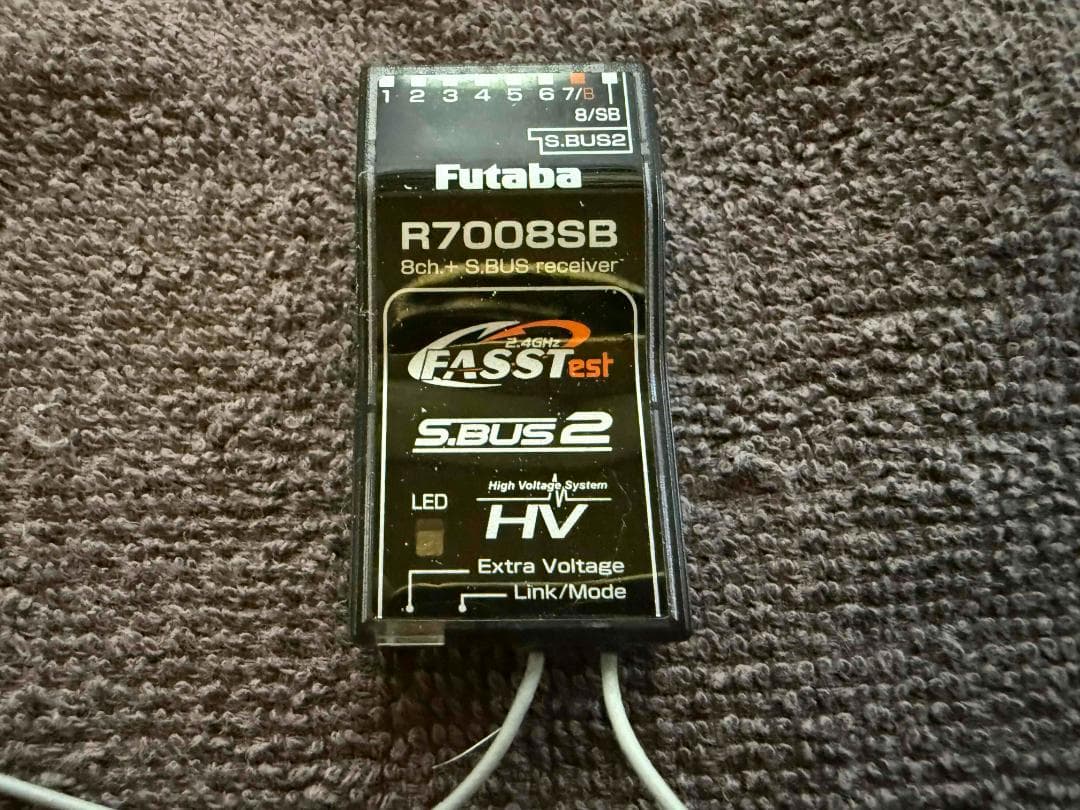 1 2 3 4 5 6 7/B
8/SB
S.BUS2
Futaba
R7008SB
8ch.+ S.BUS receiver
2.4GHz
FASSTest
S.BUS2
High Voltage System
LED
HV
Extra Voltage
Link/Mode